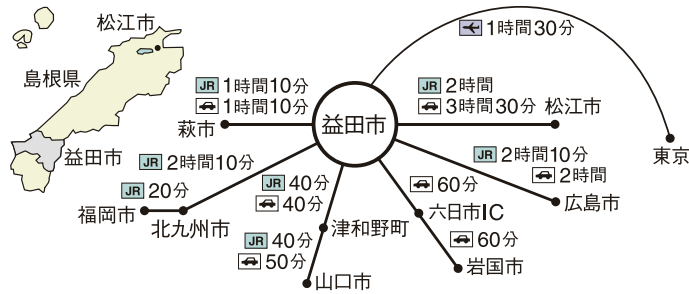 松江市
島根県
益田市
1時間30分
東京
JR 1時間10分
1時間10分
萩市
益田市
JR 2時間
3時間30分
松江市
JR 2時間10分
2時間
広島市
JR 2時間10分
JR 20分
福岡市
北九州市
JR 40分
40分
津和野町
JR 40分
50分
山口市
60分
六日市IC
60分
岩国市